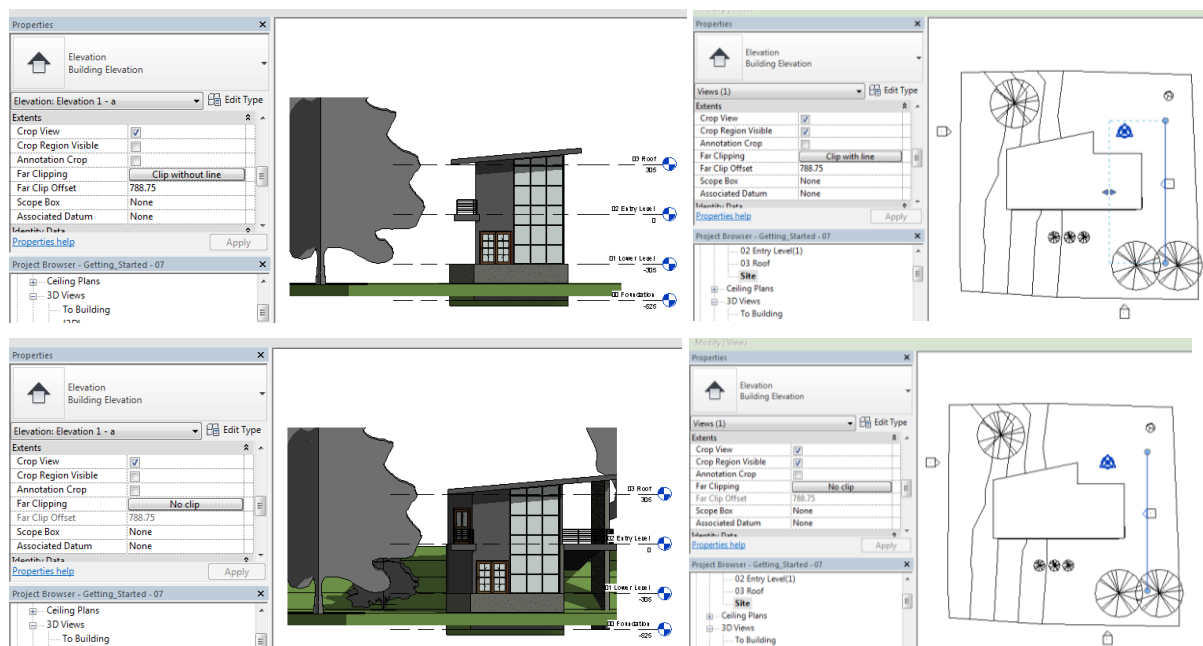 Properties
Elevation
Building Elevation
Elevation: Elevation 1 - a
Edit Type
Extents
Crop View
Crop Region Visible
Annotation Crop
Far Clipping Clip without line
Far Clip Offset 788.75
Scope Box None
Associated Datum None
Identity Data
Properties help
Apply
Project Browser - Getting_Started - 07
Ceiling Plans
3D Views
To Building
03 Roof
305
02 Entry Level
0
01 Lower Level
-305
00 Foundation
-625
Properties
Elevation
Building Elevation
Views (1)
Edit Type
Extents
Crop View
Crop Region Visible
Annotation Crop
Far Clipping Clip with line
Far Clip Offset 788.75
Scope Box None
Associated Datum None
Identity Data
Properties help
Apply
Project Browser - Getting_Started - 07
02 Entry Level(1)
03 Roof
Site
Ceiling Plans
3D Views
To Building
Properties
Elevation
Building Elevation
Elevation: Elevation 1 - a
Edit Type
Extents
Crop View
Crop Region Visible
Annotation Crop
Far Clipping No clip
Far Clip Offset 788.75
Scope Box None
Associated Datum None
Identity Data
Properties help
Apply
Project Browser - Getting_Started - 07
Ceiling Plans
3D Views
To Building
03 Roof
305
02 Entry Level
0
01 Lower Level
-305
00 Foundation
-625
Modify | Views
Properties
Elevation
Building Elevation
Views (1)
Edit Type
Extents
Crop View
Crop Region Visible
Annotation Crop
Far Clipping No clip
Far Clip Offset 788.75
Scope Box None
Associated Datum None
Identity Data
Properties help
Apply
Project Browser - Getting_Started - 07
02 Entry Level(1)
03 Roof
Site
Ceiling Plans
3D Views
To Building